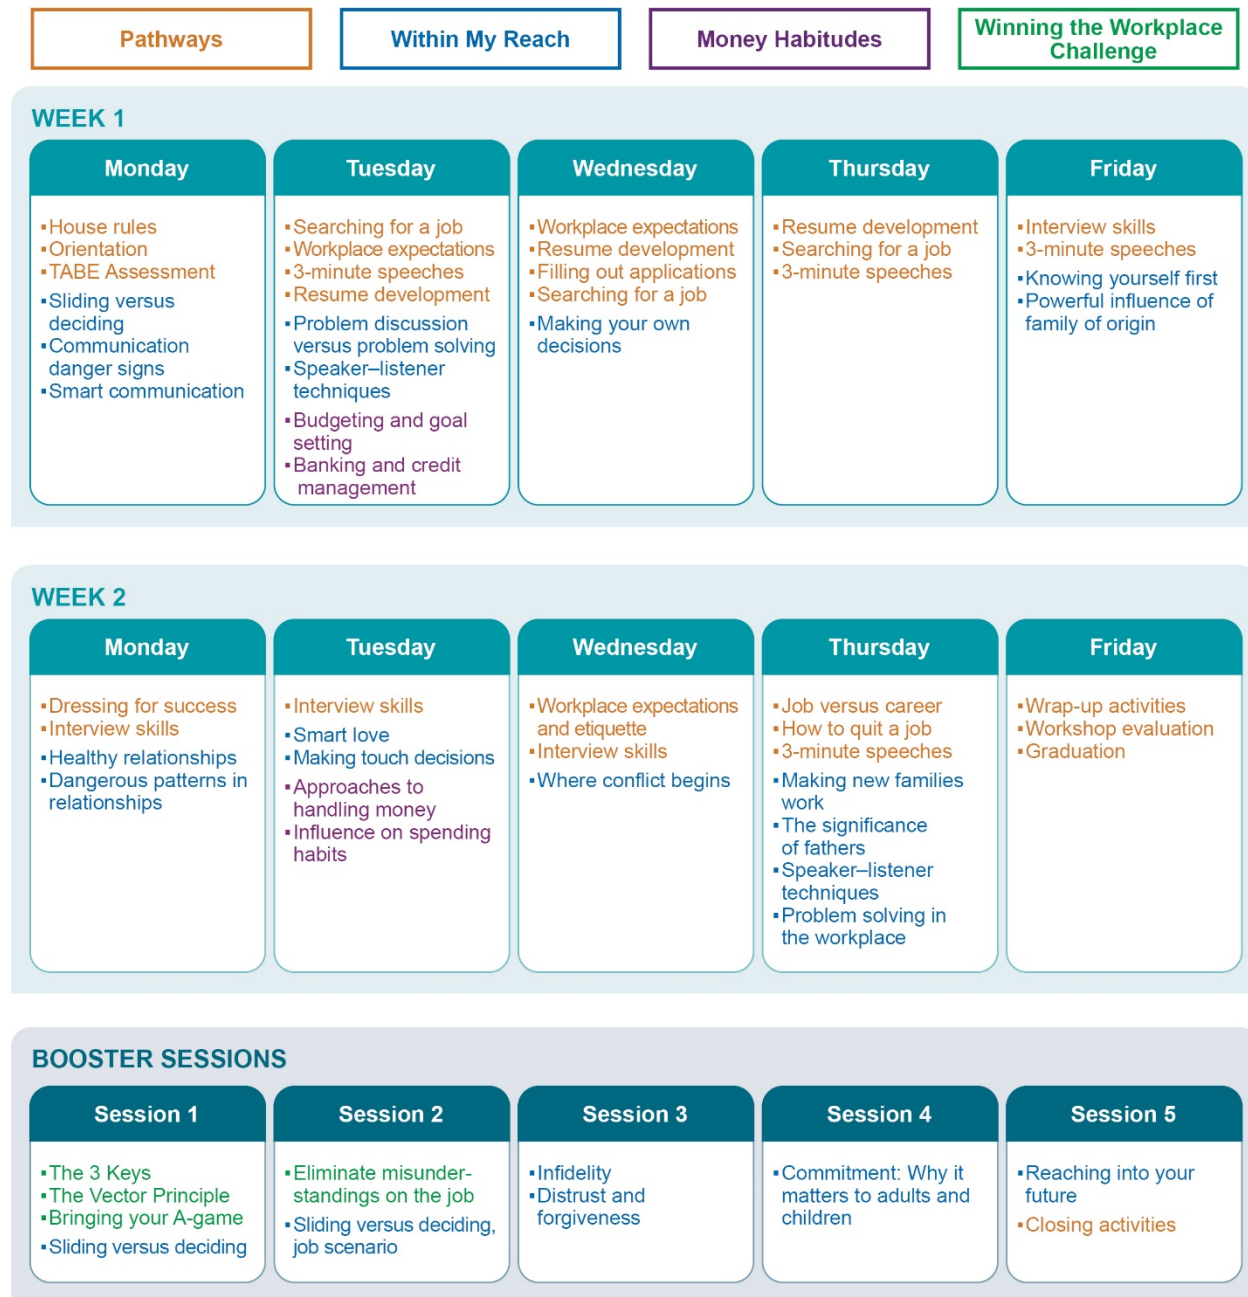 Pathways
Within My Reach
Money Habitudes
Winning the Workplace
Challenge
WEEK 1
Monday
▪House rules
▪Orientation
▪TABE Assessment
▪Sliding versus
deciding
▪Communication
danger signs
▪Smart communication
Tuesday
▪Searching for a job
▪Workplace expectations
▪3-minute speeches
▪Resume development
▪Problem discussion
versus problem solving
▪Speaker–listener
techniques
▪Budgeting and goal
setting
▪Banking and credit
management
Wednesday
▪Workplace expectations
▪Resume development
▪Filling out applications
▪Searching for a job
▪Making your own
decisions
Thursday
▪Resume development
▪Searching for a job
▪3-minute speeches
Friday
▪Interview skills
▪3-minute speeches
▪Knowing yourself first
▪Powerful influence of
family of origin
WEEK 2
Monday
▪Dressing for success
▪Interview skills
▪Healthy relationships
▪Dangerous patterns in
relationships
Tuesday
▪Interview skills
▪Smart love
▪Making touch decisions
▪Approaches to
handling money
▪Influence on spending
habits
Wednesday
▪Workplace expectations
and etiquette
▪Interview skills
▪Where conflict begins
Thursday
▪Job versus career
▪How to quit a job
▪3-minute speeches
▪Making new families
work
▪The significance
of fathers
▪Speaker–listener
techniques
▪Problem solving in
the workplace
Friday
▪Wrap-up activities
▪Workshop evaluation
▪Graduation
BOOSTER SESSIONS
Session 1
▪The 3 Keys
▪The Vector Principle
▪Bringing your A-game
▪Sliding versus deciding
Session 2
▪Eliminate misunder-
standings on the job
▪Sliding versus deciding,
job scenario
Session 3
▪Infidelity
▪Distrust and
forgiveness
Session 4
▪Commitment: Why it
matters to adults and
children
Session 5
▪Reaching into your
future
▪Closing activities